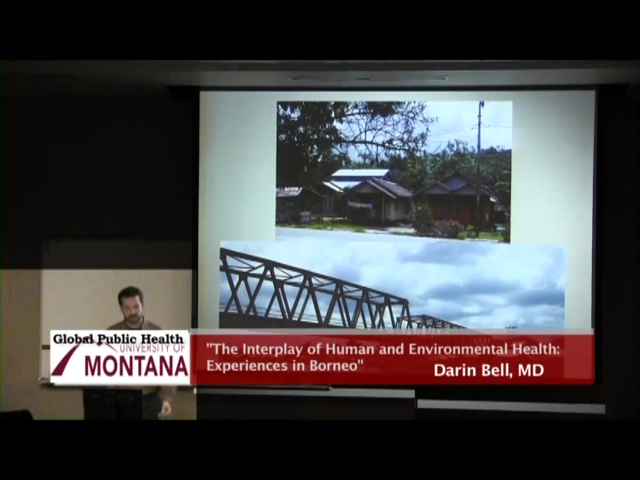 Global Public Health
UNIVERSITY OF
MONTANA
"The Interplay of Human and Environmental Health:
Experiences in Borneo"
Darin Bell, MD